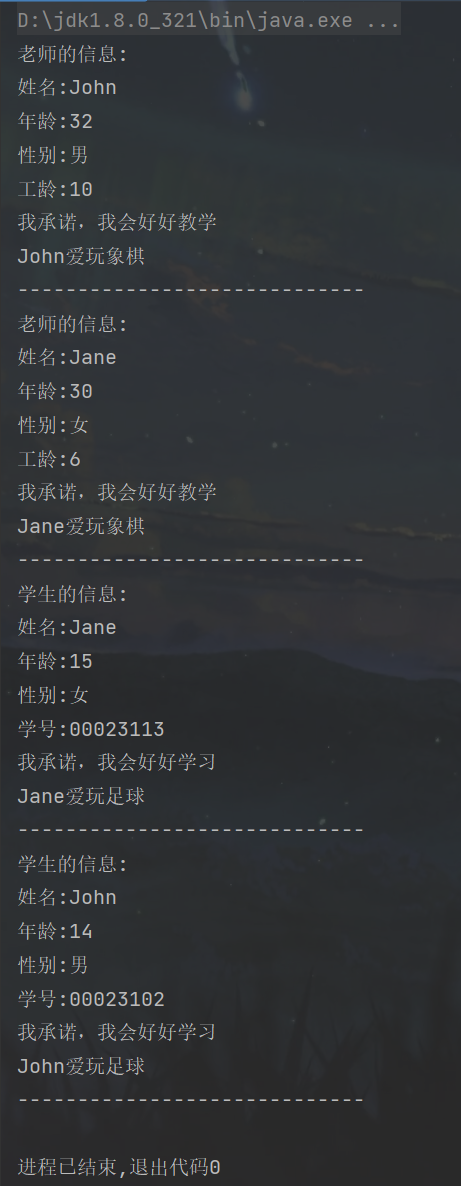 D:\jdk1.8.0_321\bin\java.exe ...
老师的信息:
姓名:John
年龄:32
性别:男
工龄:10
我承诺，我会好好教学
John爱玩象棋
-----------------------------
老师的信息:
姓名:Jane
年龄:30
性别:女
工龄:6
我承诺，我会好好教学
Jane爱玩象棋
-----------------------------
学生的信息:
姓名:Jane
年龄:15
性别:女
学号:00023113
我承诺，我会好好学习
Jane爱玩足球
-----------------------------
学生的信息:
姓名:John
年龄:14
性别:男
学号:00023102
我承诺，我会好好学习
John爱玩足球
-----------------------------
进程已结束,退出代码0